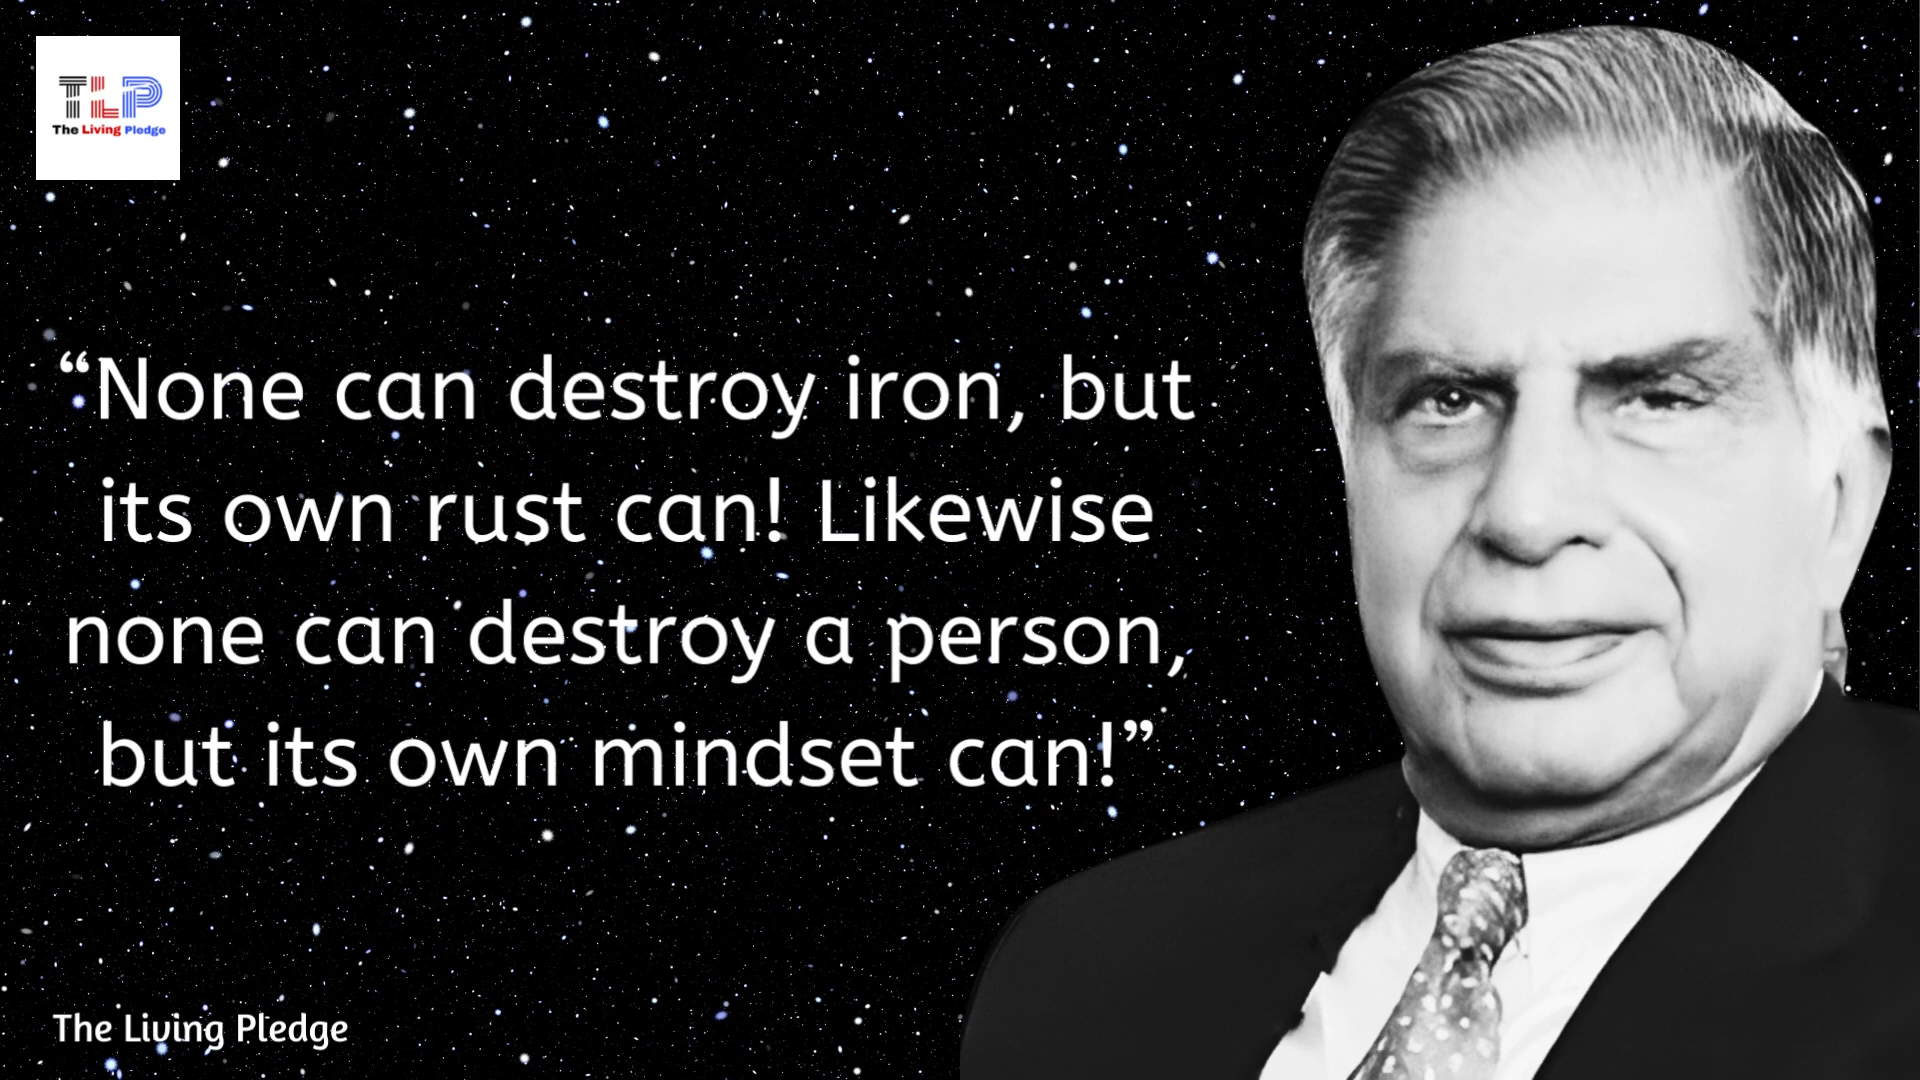 TLP
The Living Pledge
“None can destroy iron, but
its own rust can! Likewise
none can destroy a person,
but its own mindset can!”
The Living Pledge